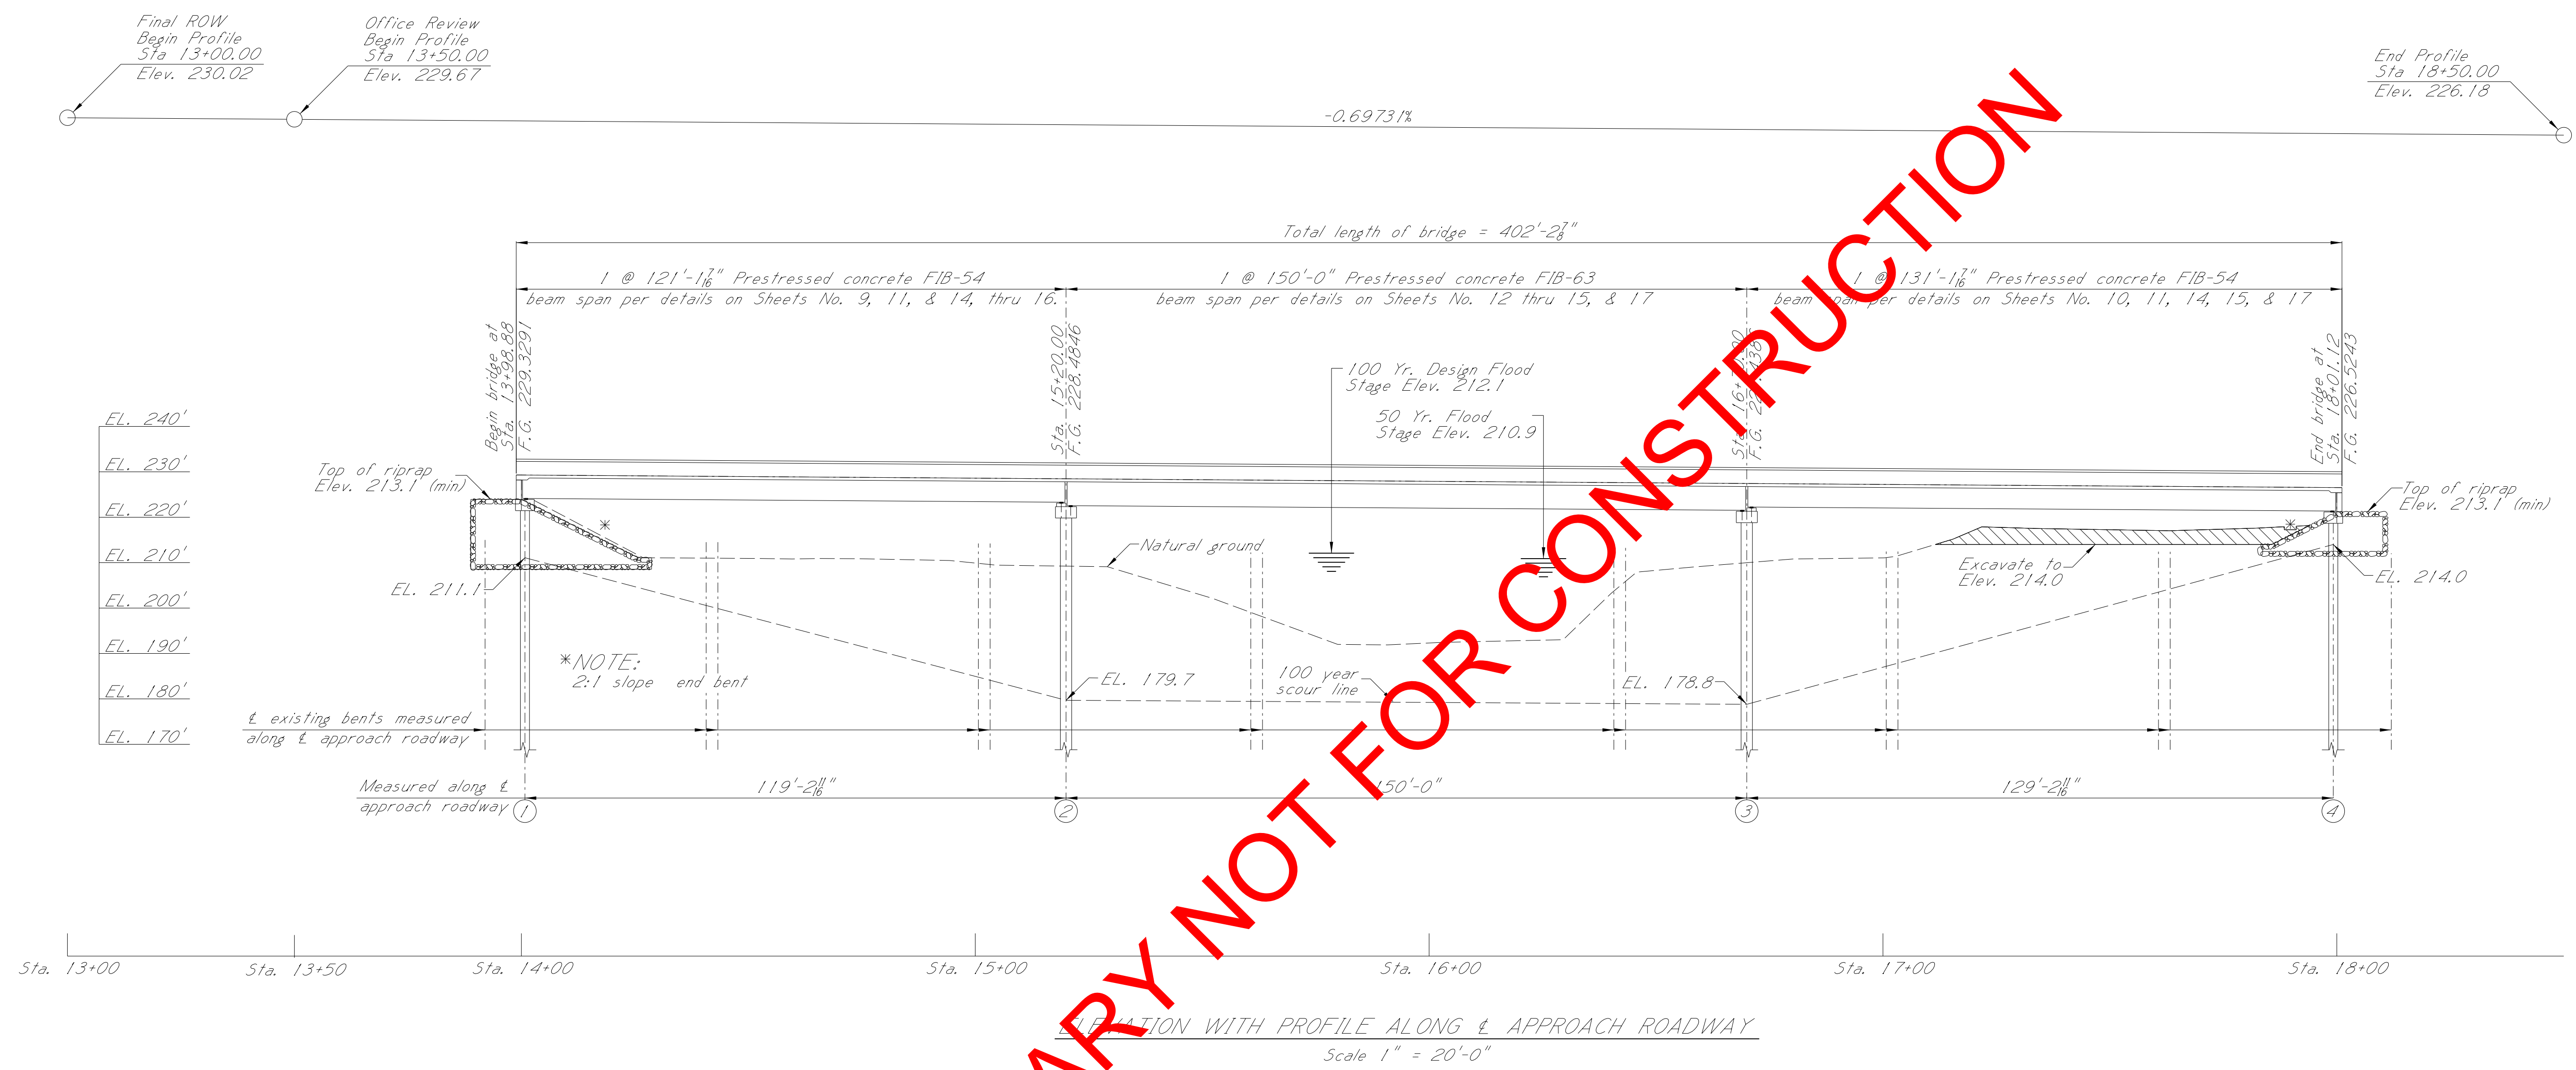 Final ROW
Begin Profile
Sta 13+00.00
Elev. 230.02
Office Review
Begin Profile
Sta 13+50.00
Elev. 229.67
End Profile
Sta 18+50.00
Elev. 226.18
-0.69731%
Total length of bridge = 402'-2⅞"
1 @ 121'-1 7/16" Prestressed concrete FIB-54
beam span per details on Sheets No. 9, 11, & 14, thru 16.
1 @ 150'-0" Prestressed concrete FIB-63
beam span per details on Sheets No. 12 thru 15, & 17
1 @ 131'-1 7/16" Prestressed concrete FIB-54
beam span per details on Sheets No. 10, 11, 14, 15, & 17
Begin bridge at
Sta. 13+98.88
F.G. 229.3291
Sta. 15+20.00
F.G. 228.4846
Sta. 16+
F.G.
End bridge at
Sta. 18+01.12
F.G. 226.5243
100 Yr. Design Flood
Stage Elev. 212.1
50 Yr. Flood
Stage Elev. 210.9
EL. 240'
EL. 230'
EL. 220'
EL. 210'
EL. 200'
EL. 190'
EL. 180'
EL. 170'
Top of riprap
Elev. 213.1 (min)
*
Natural ground
*
Top of riprap
Elev. 213.1 (min)
Excavate to
Elev. 214.0
EL. 211.1
EL. 214.0
*NOTE:
2:1 slope end bent
EL. 179.7
100 year
scour line
EL. 178.8
℄ existing bents measured
along ℄ approach roadway
Measured along ℄
approach roadway
119'-2 11/16"
150'-0"
129'-2 11/16"
1
2
3
4
Sta. 13+00
Sta. 13+50
Sta. 14+00
Sta. 15+00
Sta. 16+00
Sta. 17+00
Sta. 18+00
ELEVATION WITH PROFILE ALONG ℄ APPROACH ROADWAY
Scale 1" = 20'-0"
ARY NOT FOR CONSTRUCTION